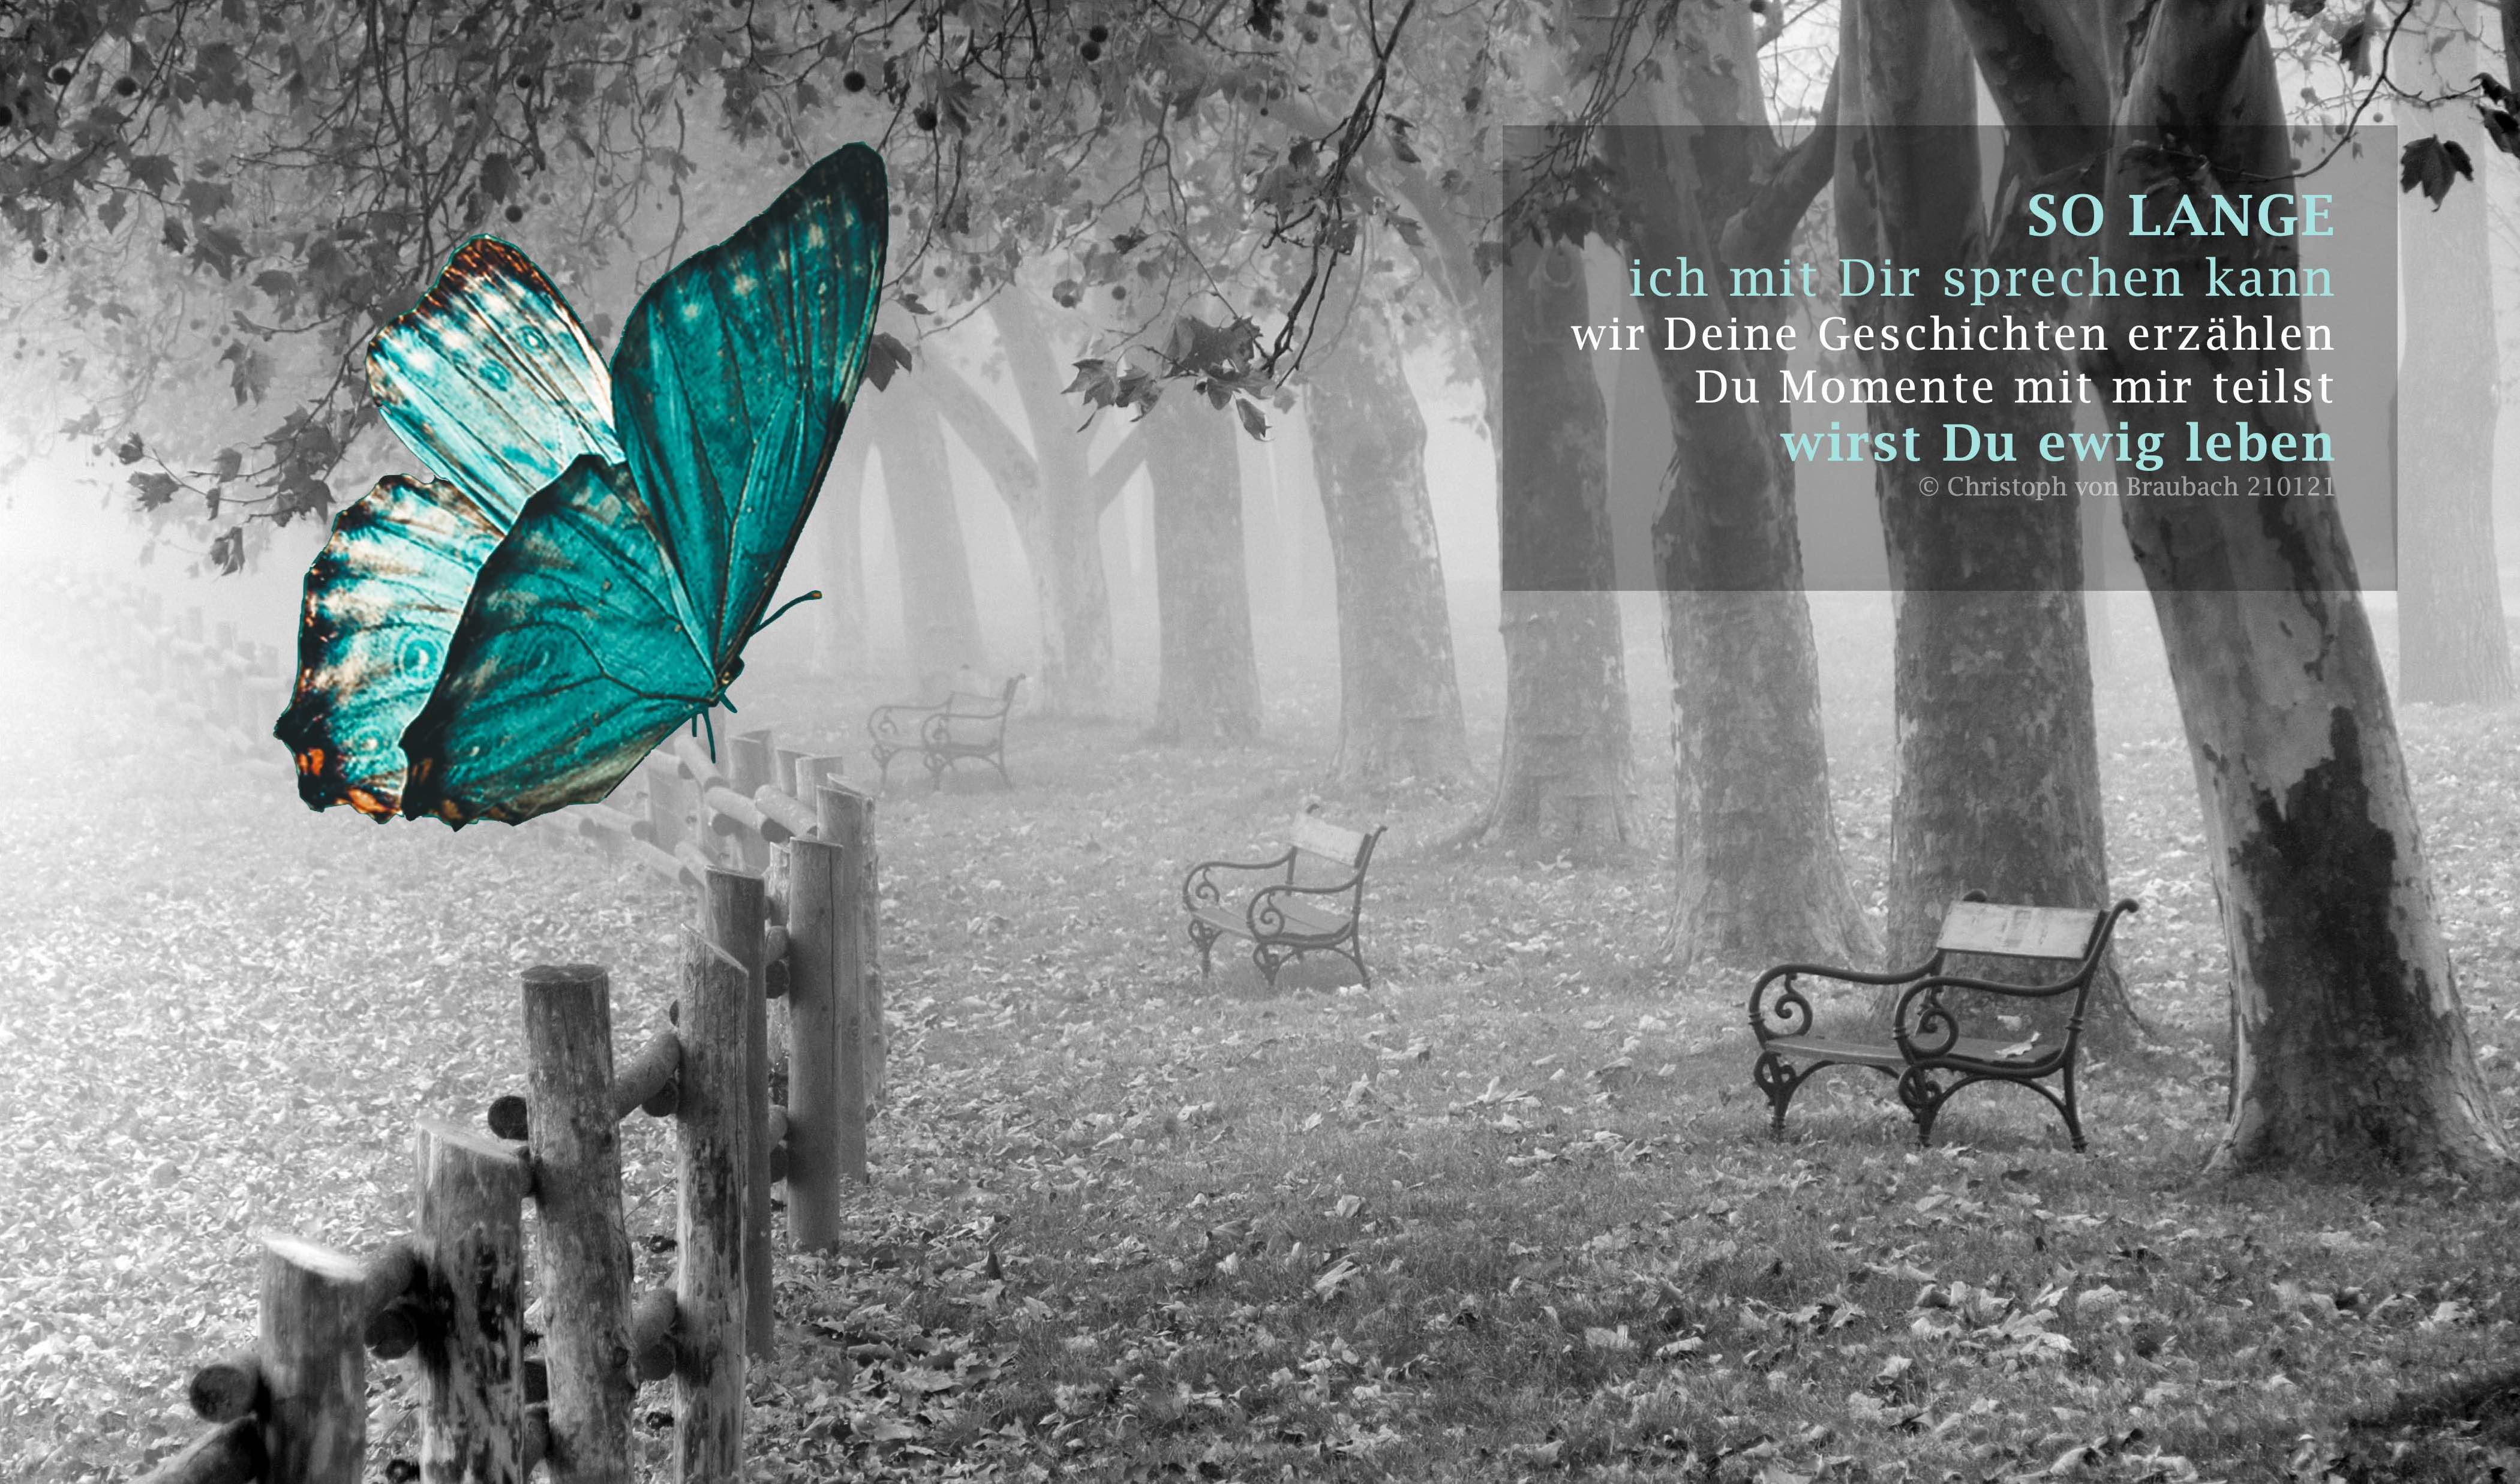 SO LANGE
ich mit Dir sprechen kann
wir Deine Geschichten erzählen
Du Momente mit mir teilst
wirst Du ewig leben
© Christoph von Braubach 210121